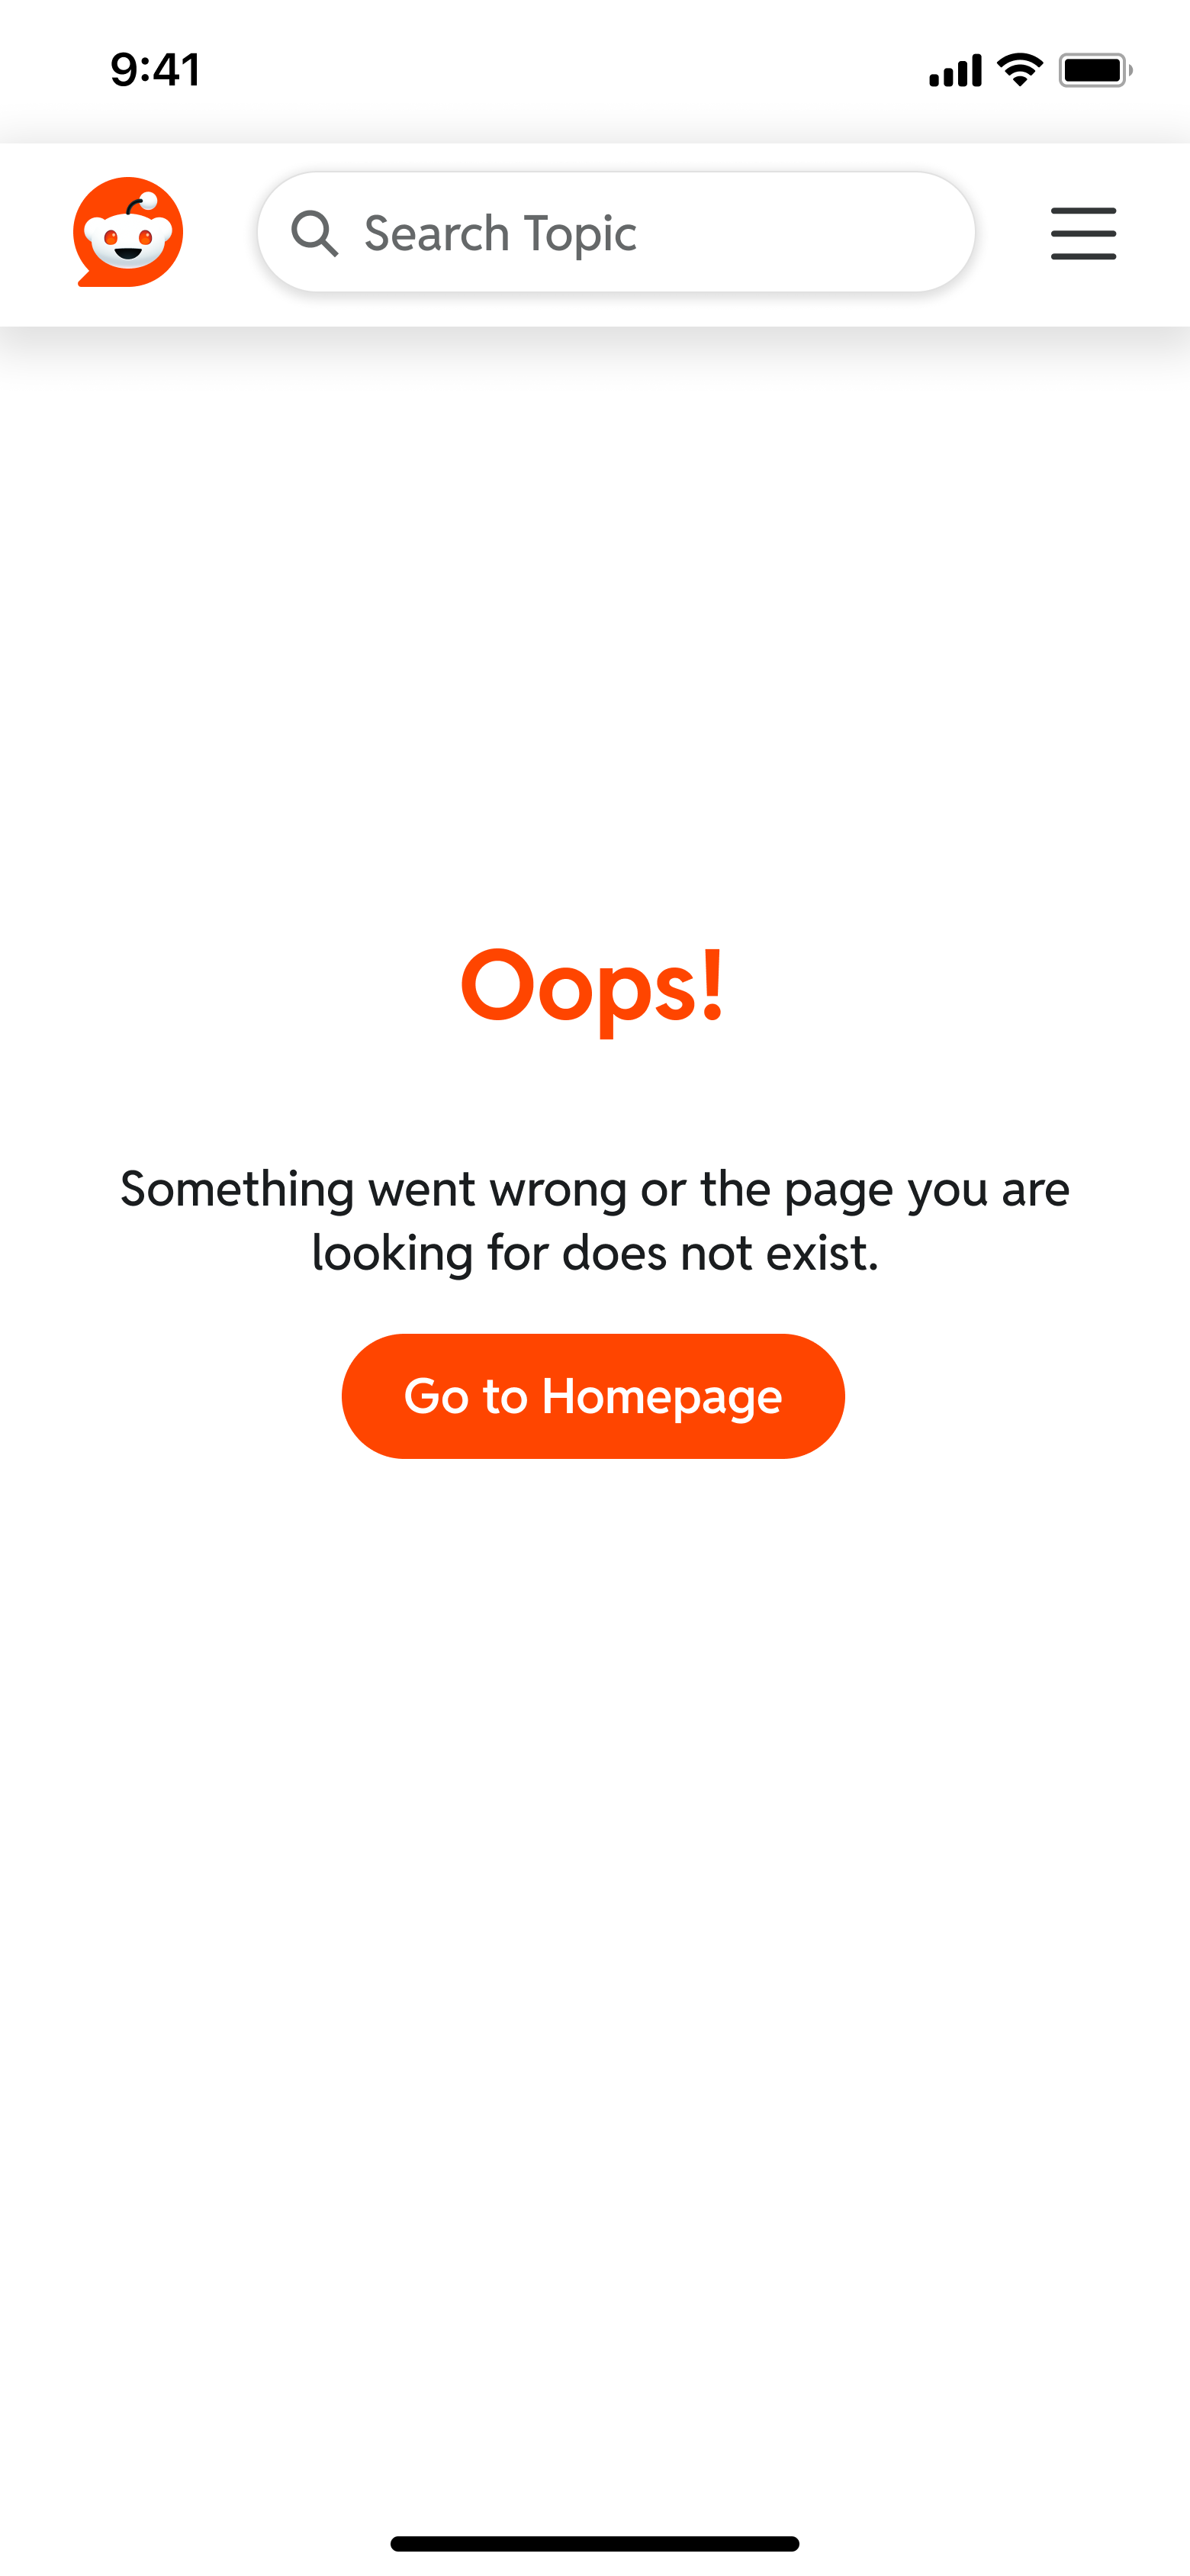 9:41
Search Topic
Oops!
Something went wrong or the page you are
looking for does not exist.
Go to Homepage